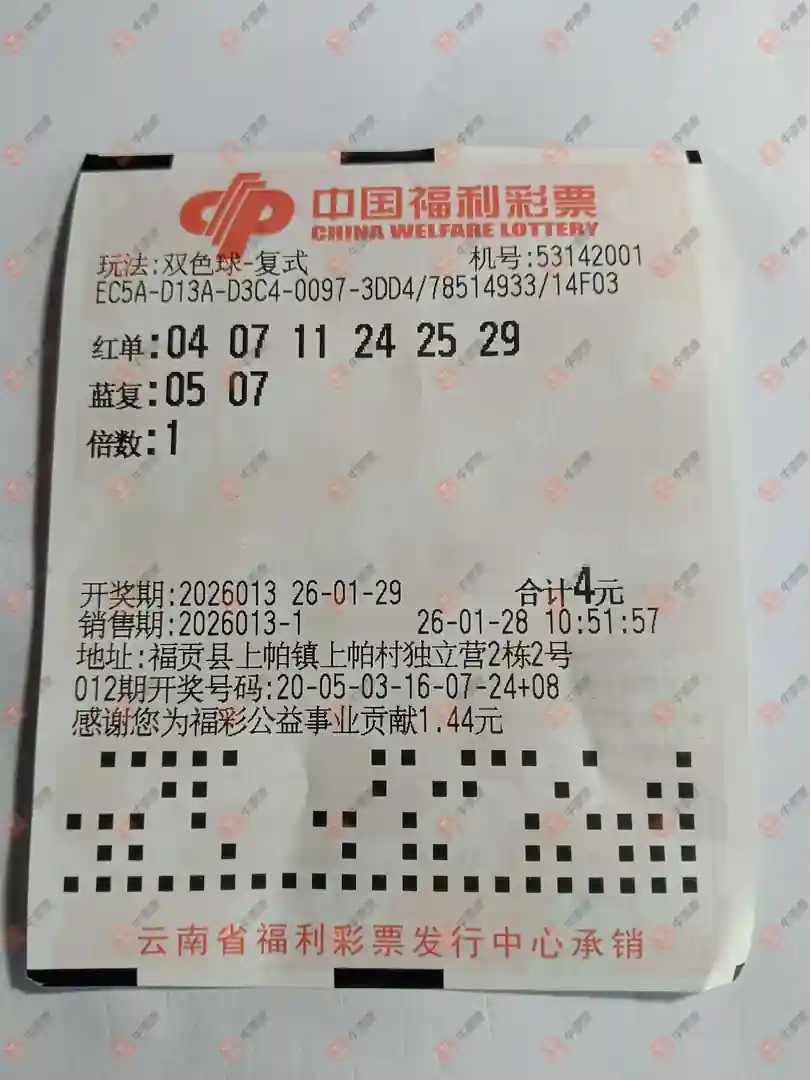 中国福利彩票
CHINA WELFARE LOTTERY
玩法:双色球-复式 机号:53142001
EC5A-D13A-D3C4-0097-3DD4/78514933/14F03
红单:04 07 11 24 25 29
蓝复:05 07
倍数:1
开奖期:2026013 26-01-29 合计4元
销售期:2026013-1 26-01-28 10:51:57
地址:福贡县上帕镇上帕村独立营2栋2号
012期开奖号码:20-05-03-16-07-24+08
感谢您为福彩公益事业贡献1.44元
云南省福利彩票发行中心承销